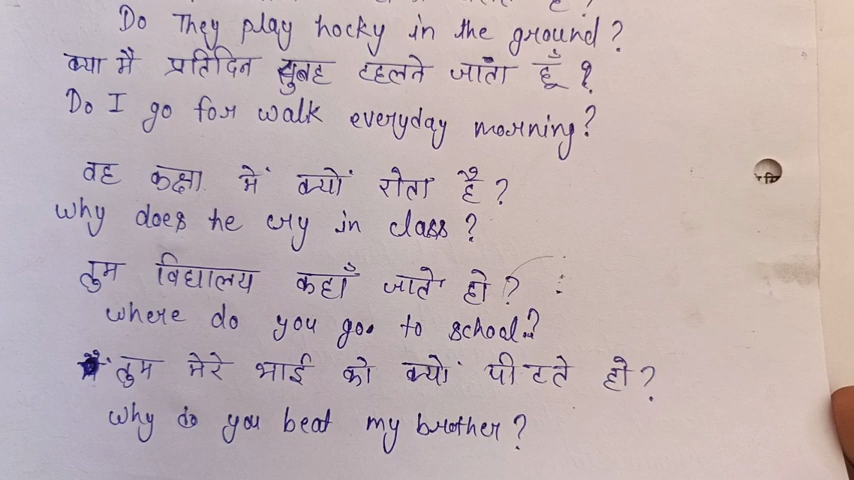 है ?
Do They play hocky in the ground ?
क्या मै प्रतिदिन सुबह टहलने जाता हूँ ?
Do I go for walk everyday morning ?
वह कक्षा में क्यों रोता है ?
Why does he cry in class ?
तुम विद्यालय कहाँ जाते हो ?
where do you go to school ?
तुम मेरे भाई को क्यों पीटते हो ?
Why do you beat my brother ?